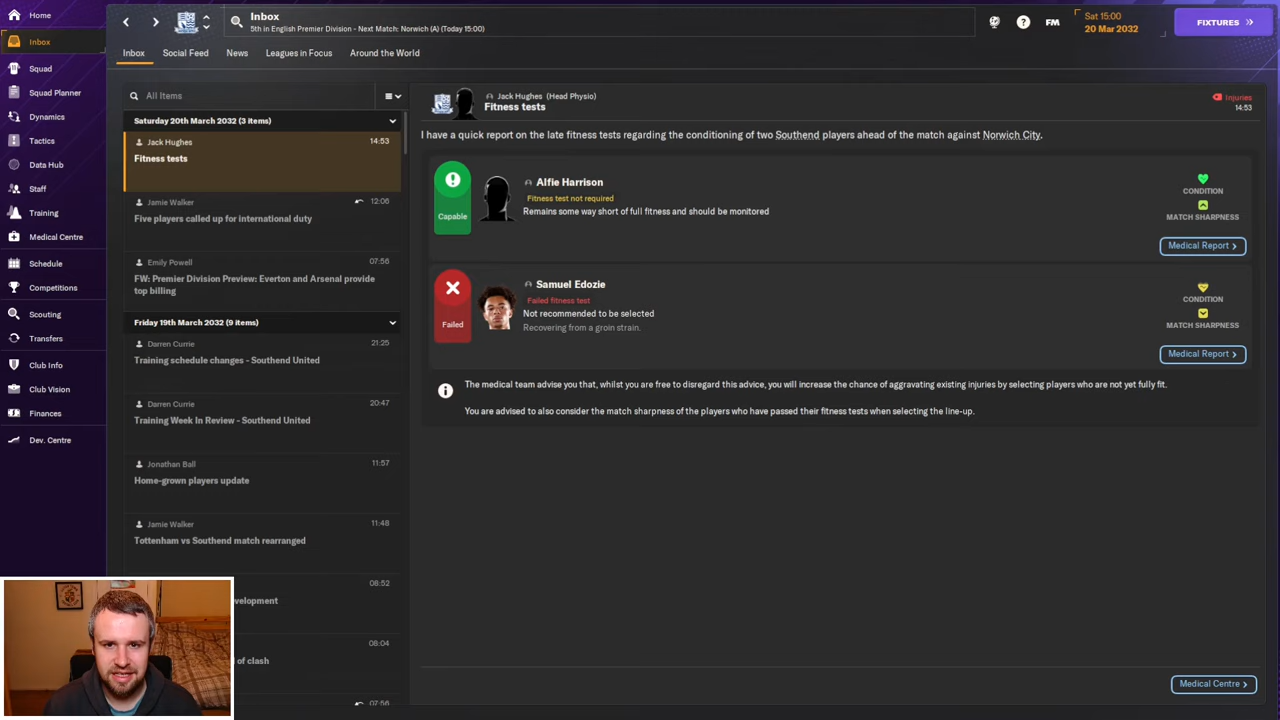 Home
Inbox
Squad
Squad Planner
Dynamics
Tactics
Data Hub
Staff
Training
Medical Centre
Schedule
Competitions
Scouting
Transfers
Club Info
Club Vision
Finances
Dev. Centre
Inbox
5th in English Premier Division - Next Match: Norwich (A) (Today 15:00)
FM
Sat 15:00
20 Mar 2032
FIXTURES
Inbox
Social Feed
News
Leagues in Focus
Around the World
All Items
Saturday 20th March 2032 (3 items)
Jack Hughes
14:53
Fitness tests
Jamie Walker
12:06
Five players called up for international duty
Emily Powell
07:56
FW: Premier Division Preview: Everton and Arsenal provide
top billing
Friday 19th March 2032 (9 items)
Darren Currie
21:25
Training schedule changes - Southend United
Darren Currie
20:47
Training Week In Review - Southend United
Jonathan Ball
11:57
Home-grown players update
Jamie Walker
11:48
Tottenham vs Southend match rearranged
08:52
velopment
08:04
of clash
07:56
Jack Hughes (Head Physio)
Fitness tests
Injuries
14:53
I have a quick report on the late fitness tests regarding the conditioning of two Southend players ahead of the match against Norwich City.
Capable
Alfie Harrison
Fitness test not required
Remains some way short of full fitness and should be monitored
CONDITION
MATCH SHARPNESS
Medical Report
Failed
Samuel Edozie
Failed fitness test
Not recommended to be selected
Recovering from a groin strain.
CONDITION
MATCH SHARPNESS
Medical Report
The medical team advise you that, whilst you are free to disregard this advice, you will increase the chance of aggravating existing injuries by selecting players who are not yet fully fit.
You are advised to also consider the match sharpness of the players who have passed their fitness tests when selecting the line-up.
Medical Centre